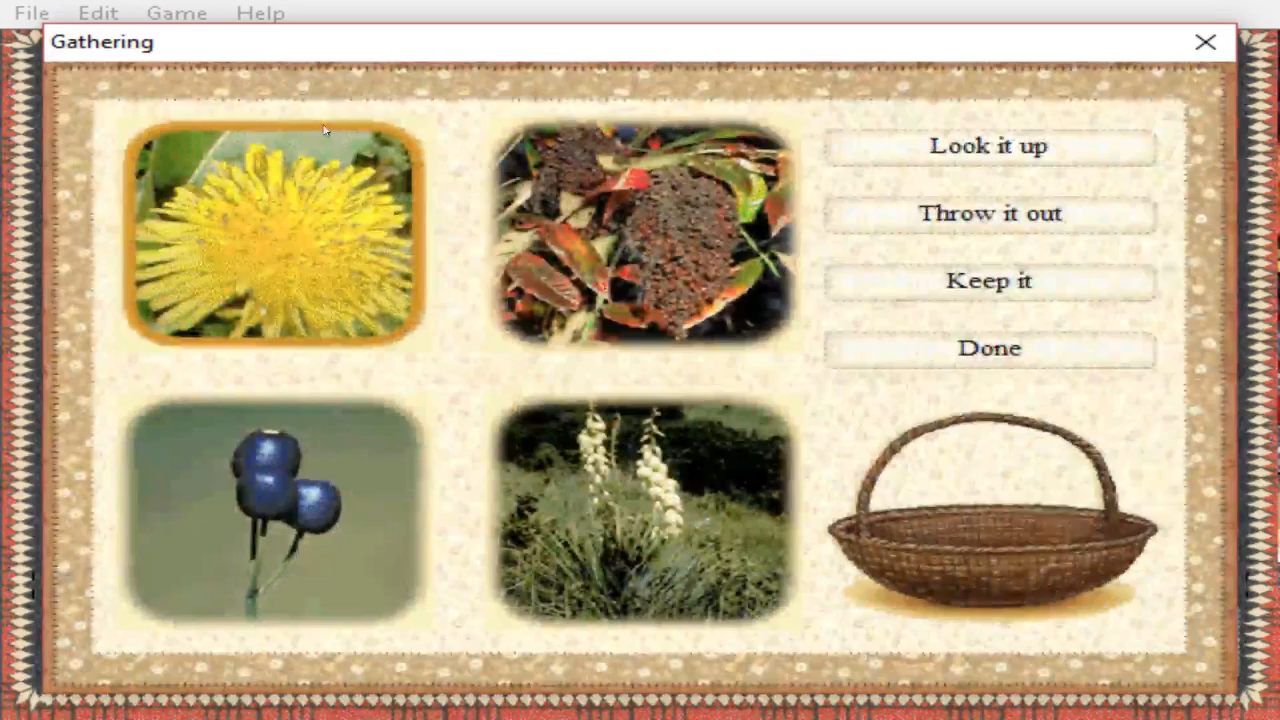 File Edit Game Help
Gathering
Look it up
Throw it out
Keep it
Done